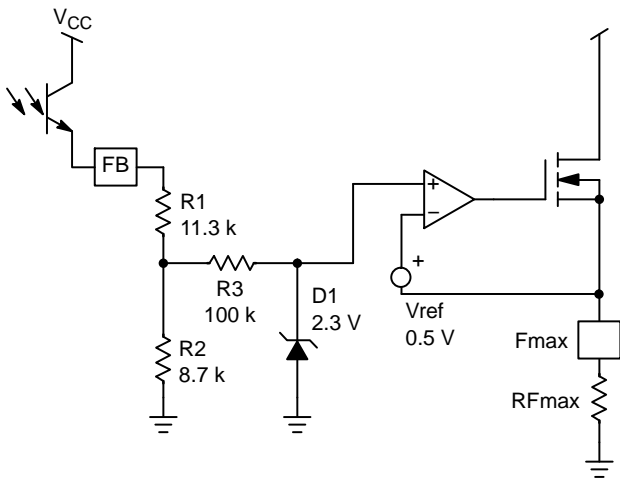 VCC
FB
R1
11.3 k
R3
100 k
D1
2.3 V
R2
8.7 k
+
−
+
Vref
0.5 V
Fmax
RFmax